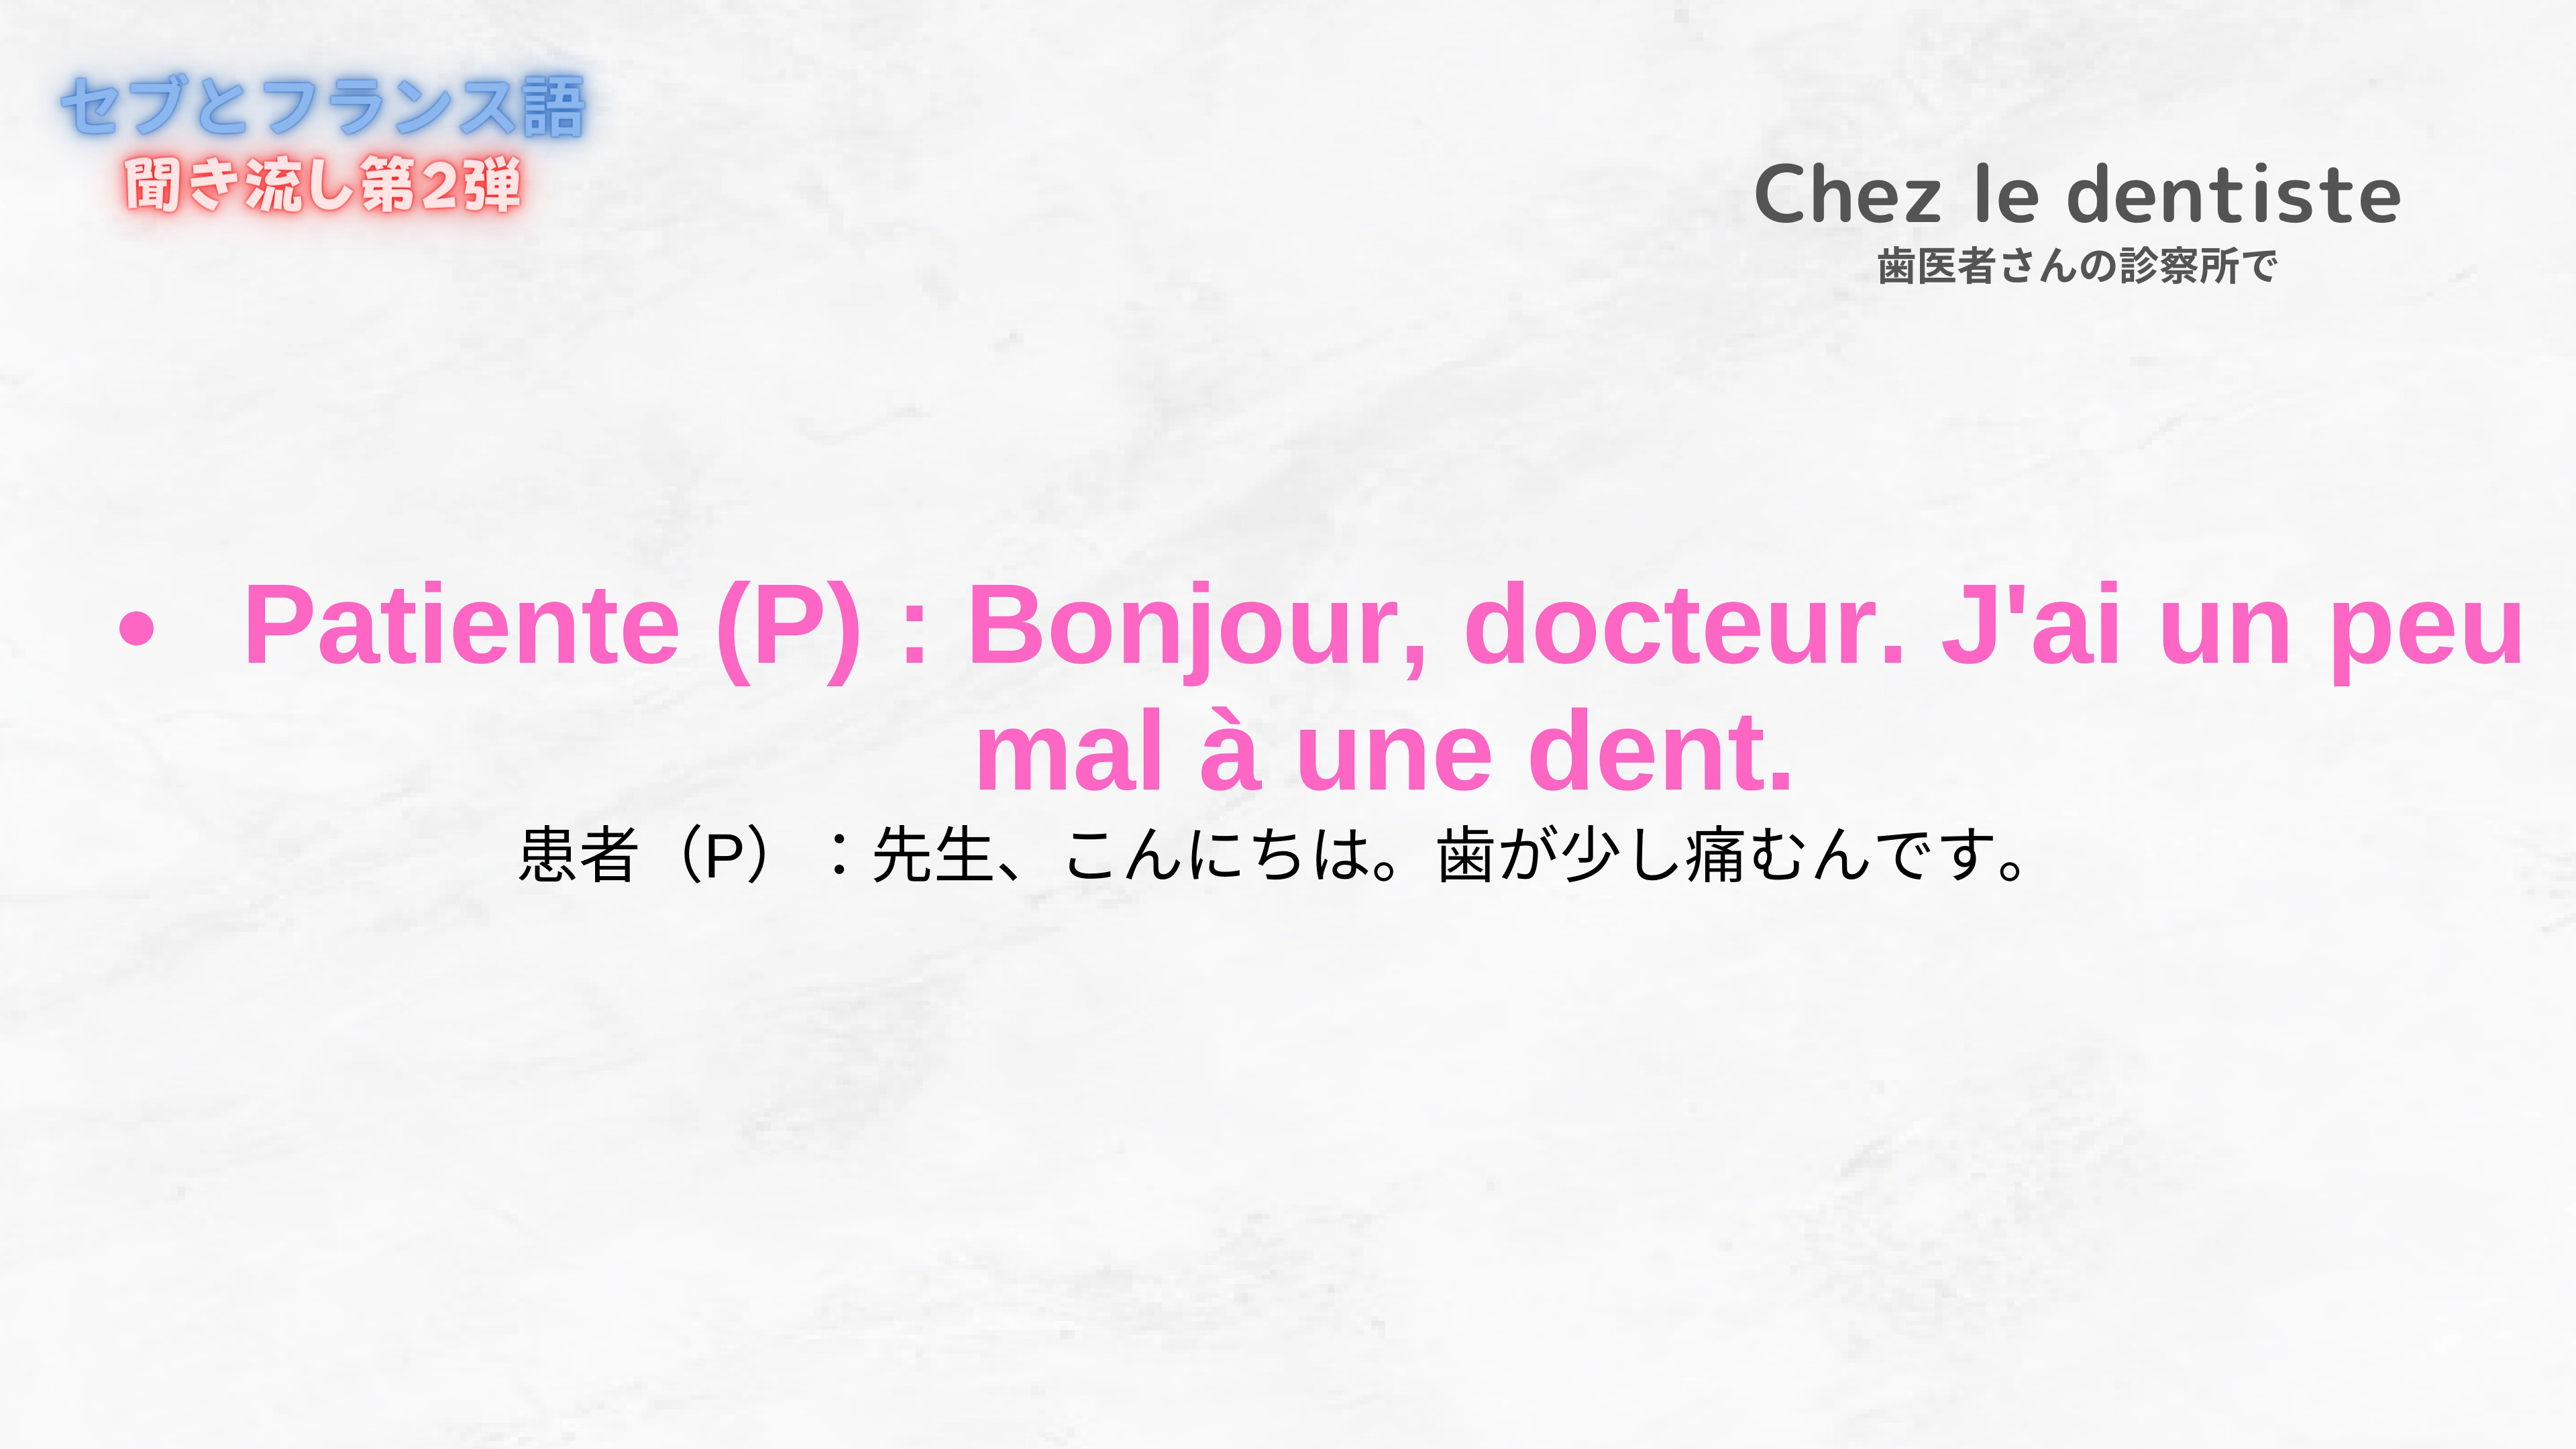 セブとフランス語
聞き流し第2弾
Chez le dentiste
歯医者さんの診察所で
• Patiente (P) : Bonjour, docteur. J'ai un peu
mal à une dent.
患者（P）：先生、こんにちは。歯が少し痛むんです。